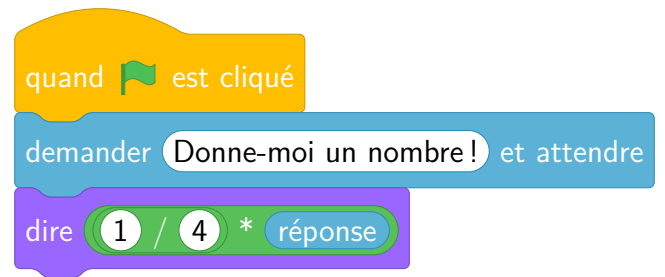 quand est cliqué
demander Donne-moi un nombre ! et attendre
dire 1 / 4 * réponse